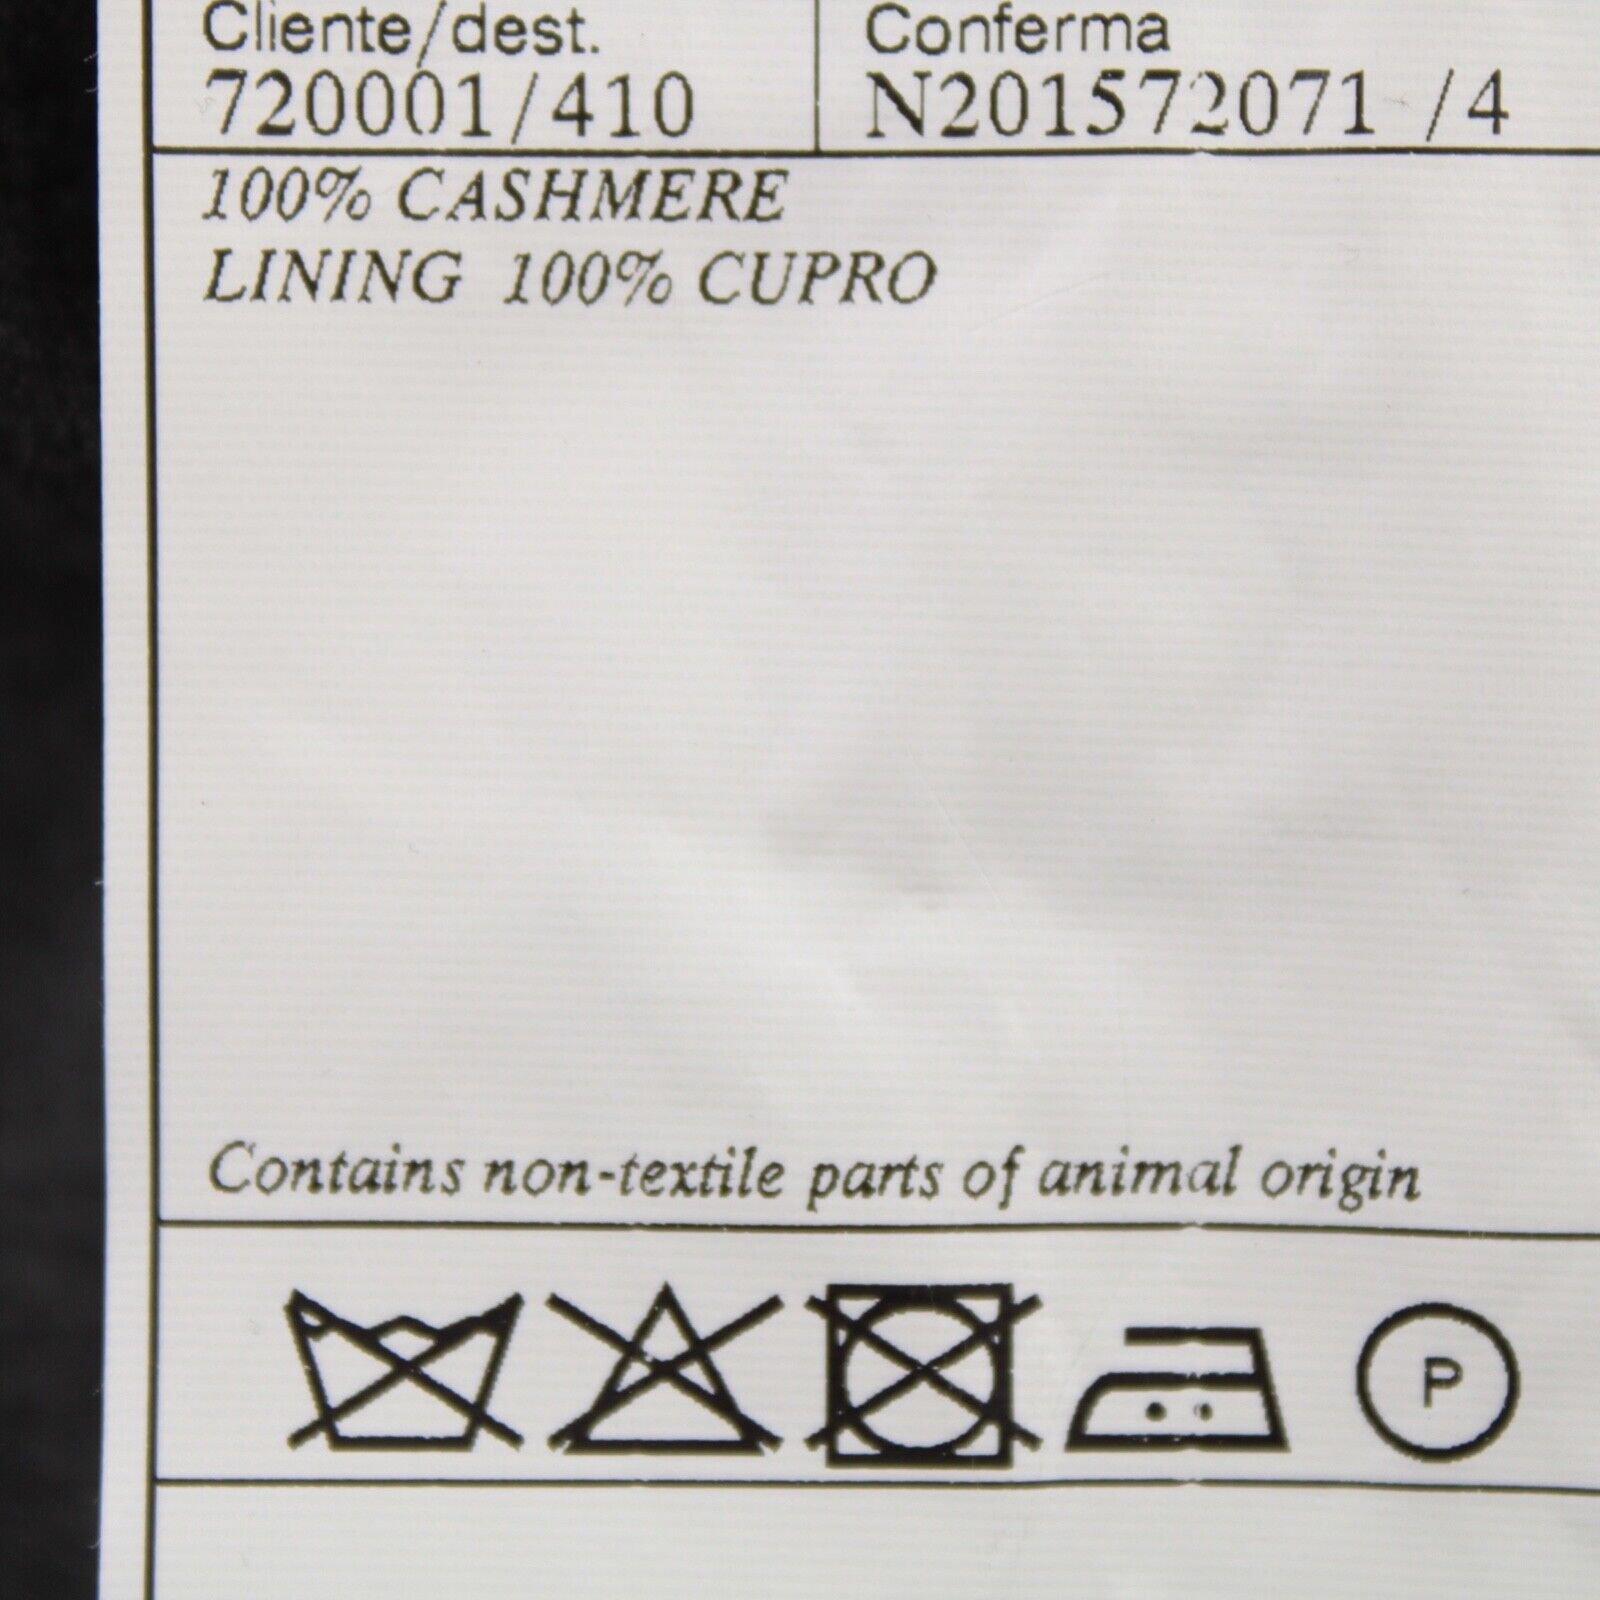 Cliente/dest. Conferma
720001/410 N201572071 /4
100% CASHMERE
LINING 100% CUPRO
Contains non-textile parts of animal origin
P